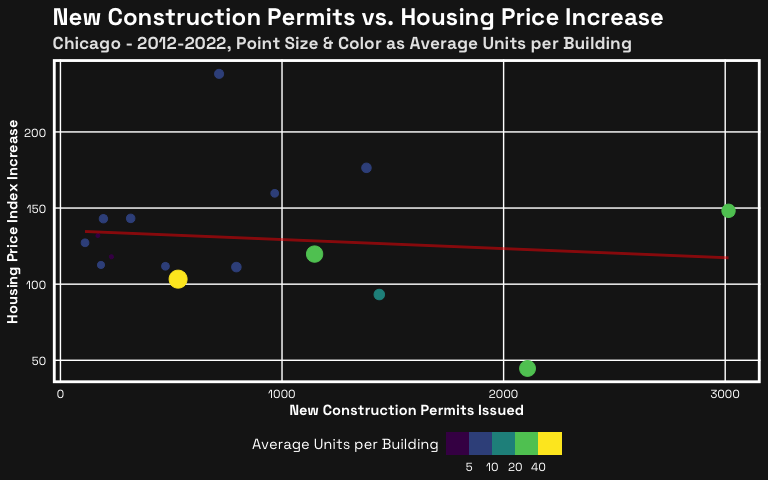 New Construction Permits vs. Housing Price Increase
Chicago - 2012-2022, Point Size & Color as Average Units per Building
Housing Price Index Increase
200
150
100
50
0 1000 2000 3000
New Construction Permits Issued
Average Units per Building
5 10 20 40